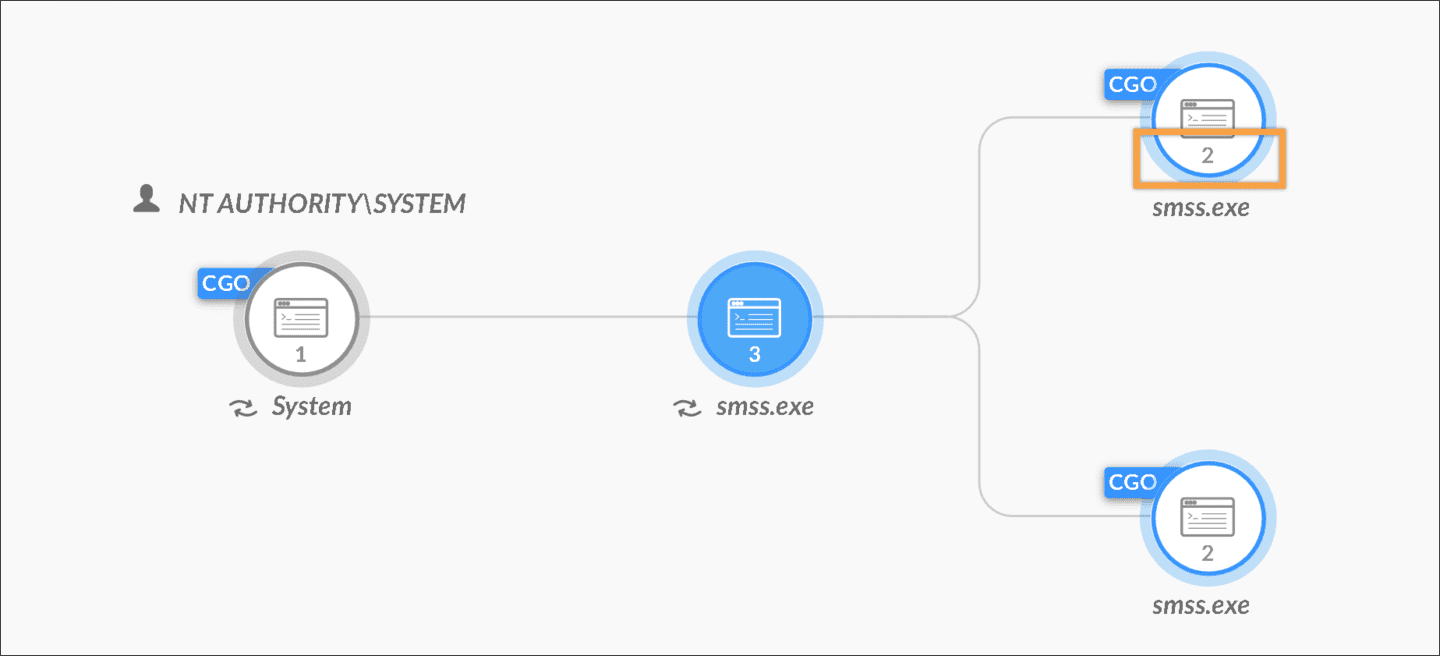 CGO
2
smss.exe
NT AUTHORITY\SYSTEM
CGO
1
System
3
smss.exe
CGO
2
smss.exe